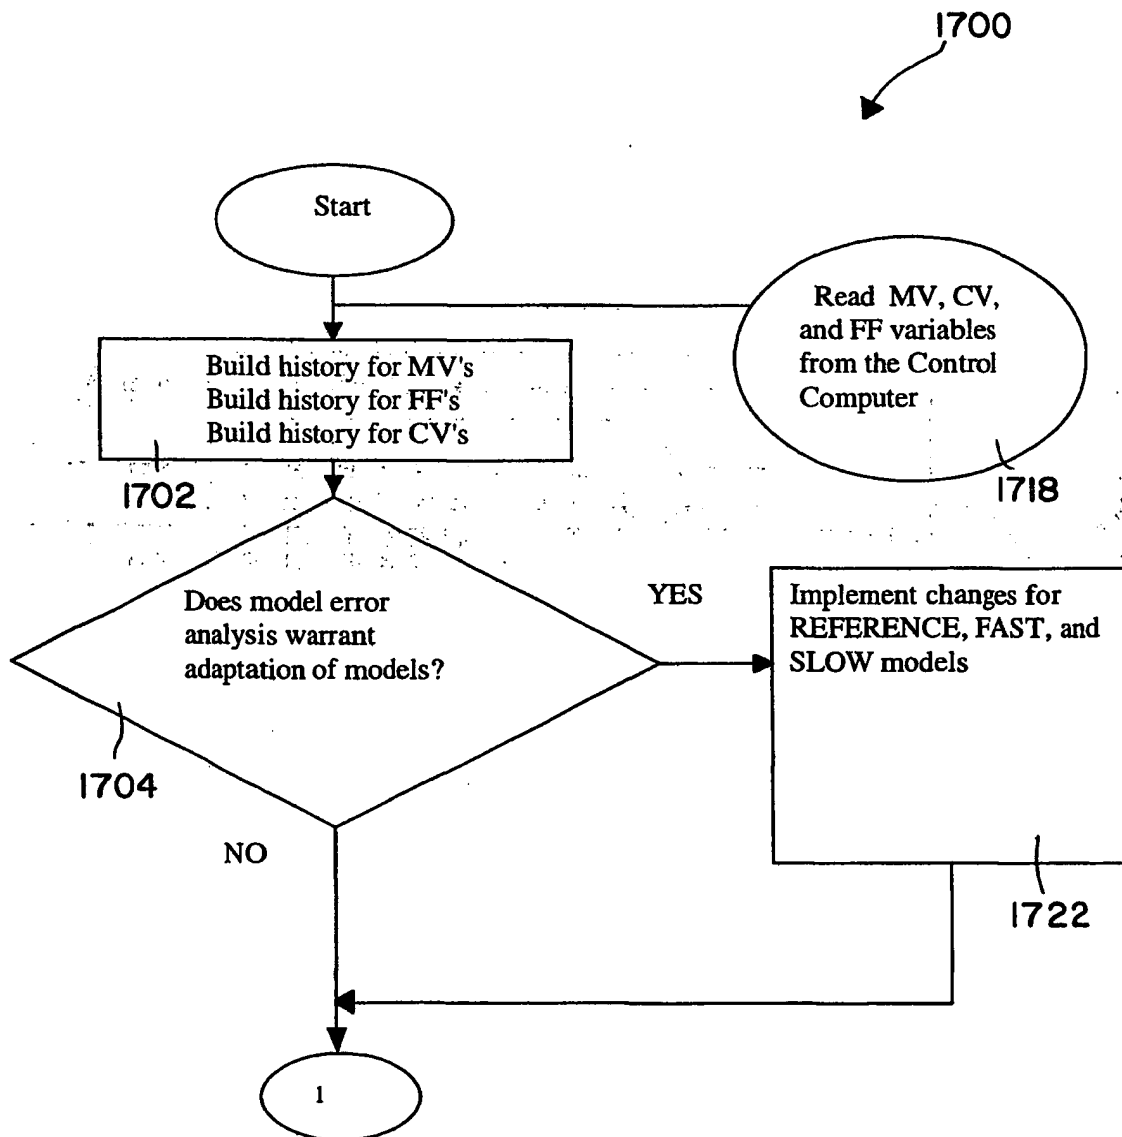 1700
Start
Read MV, CV,
and FF variables
from the Control
Computer
1718
Build history for MV's
Build history for FF's
Build history for CV's
1702
Does model error
analysis warrant
adaptation of models?
1704
YES
Implement changes for
REFERENCE, FAST, and
SLOW models
1722
NO
1